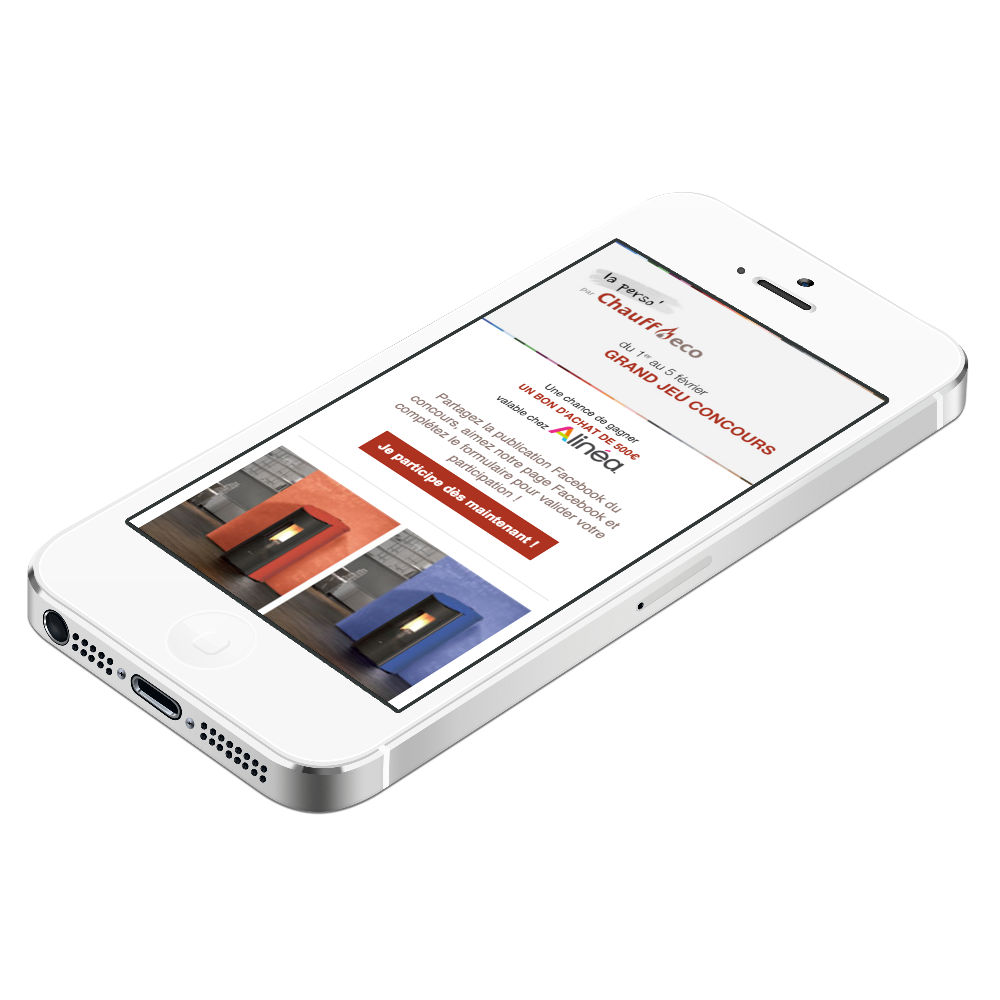 la perso'
par Chauff eco
du 1er au 5 février
GRAND JEU CONCOURS
Une chance de gagner
UN BON D'ACHAT DE 500€
valable chez Alinéa
Partagez la publication Facebook du
concours, aimez notre page Facebook et
complétez le formulaire pour valider votre
participation !
Je participe dès maintenant !